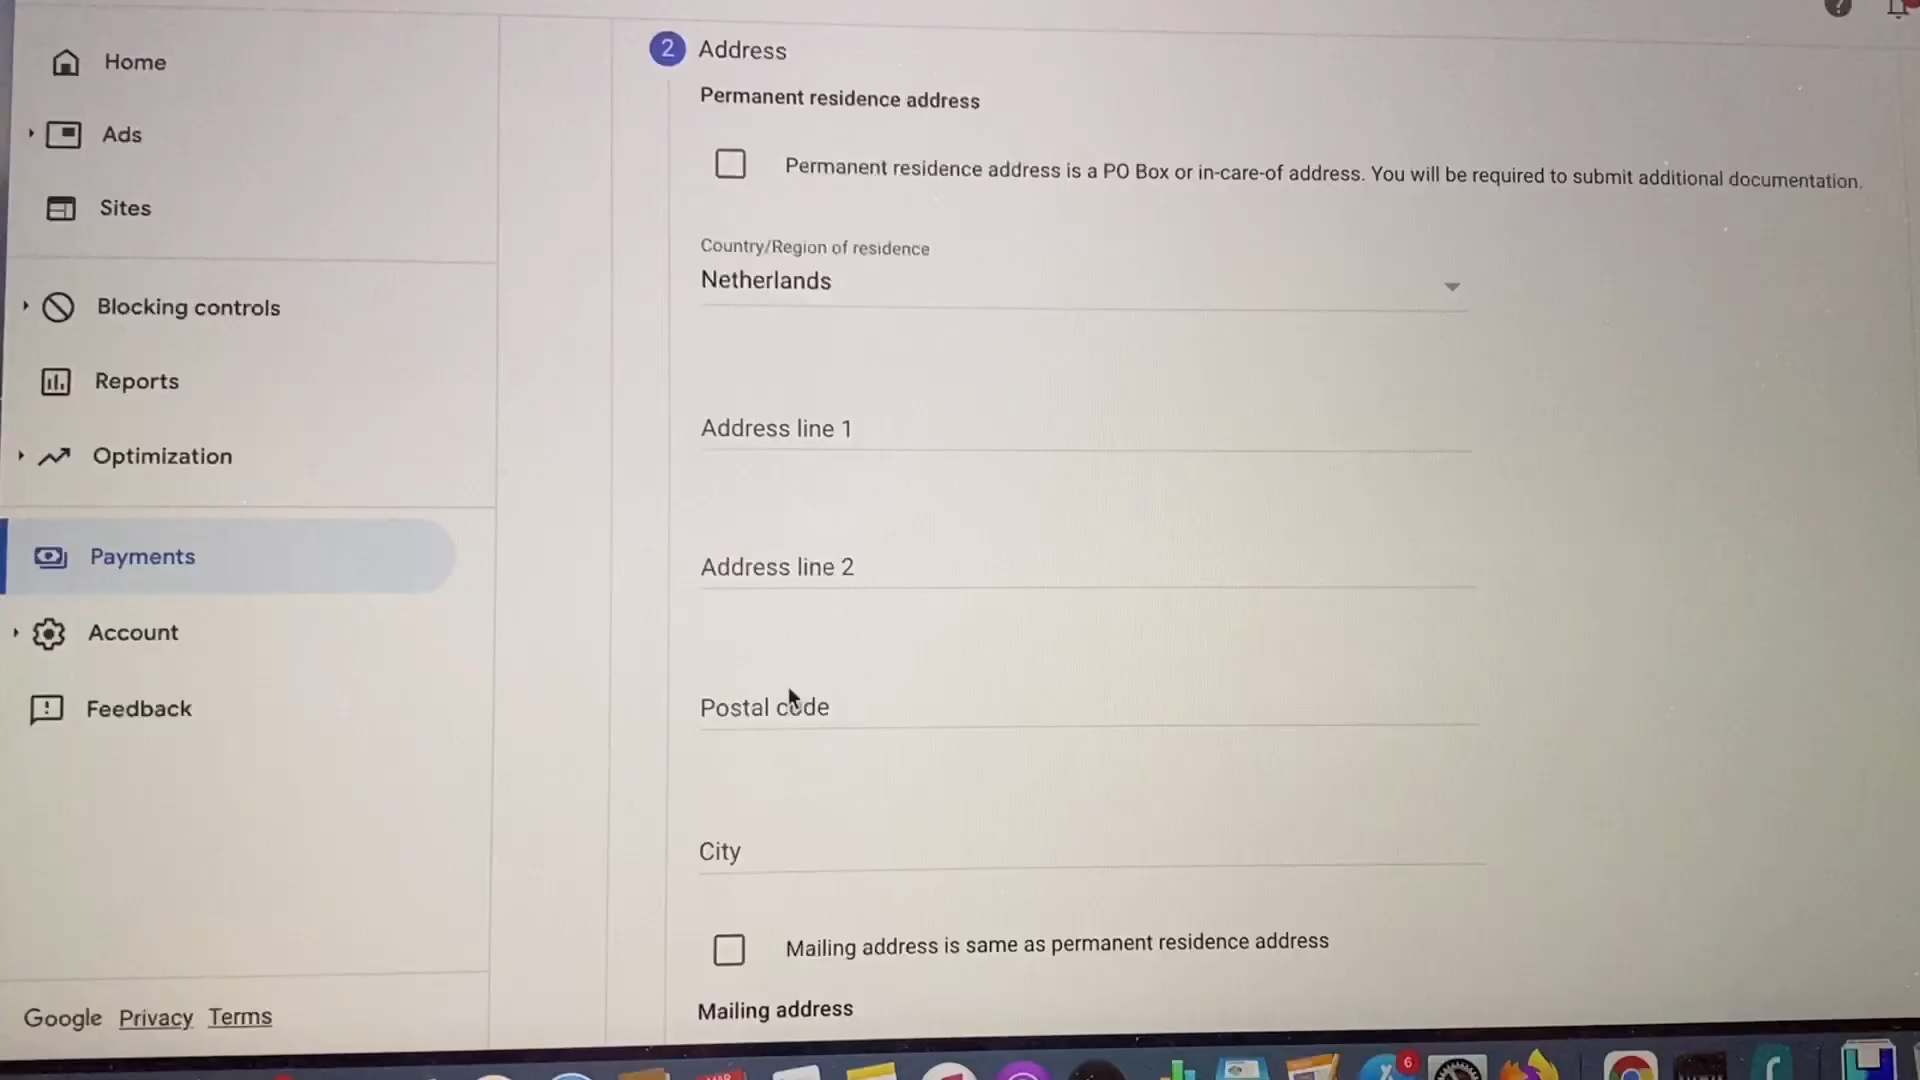 Home
Ads
Sites
Blocking controls
Reports
Optimization
Payments
Account
Feedback
Google Privacy Terms
2 Address
Permanent residence address
Permanent residence address is a PO Box or in-care-of address. You will be required to submit additional documentation.
Country/Region of residence
Netherlands
Address line 1
Address line 2
Postal code
City
Mailing address is same as permanent residence address
Mailing address
6